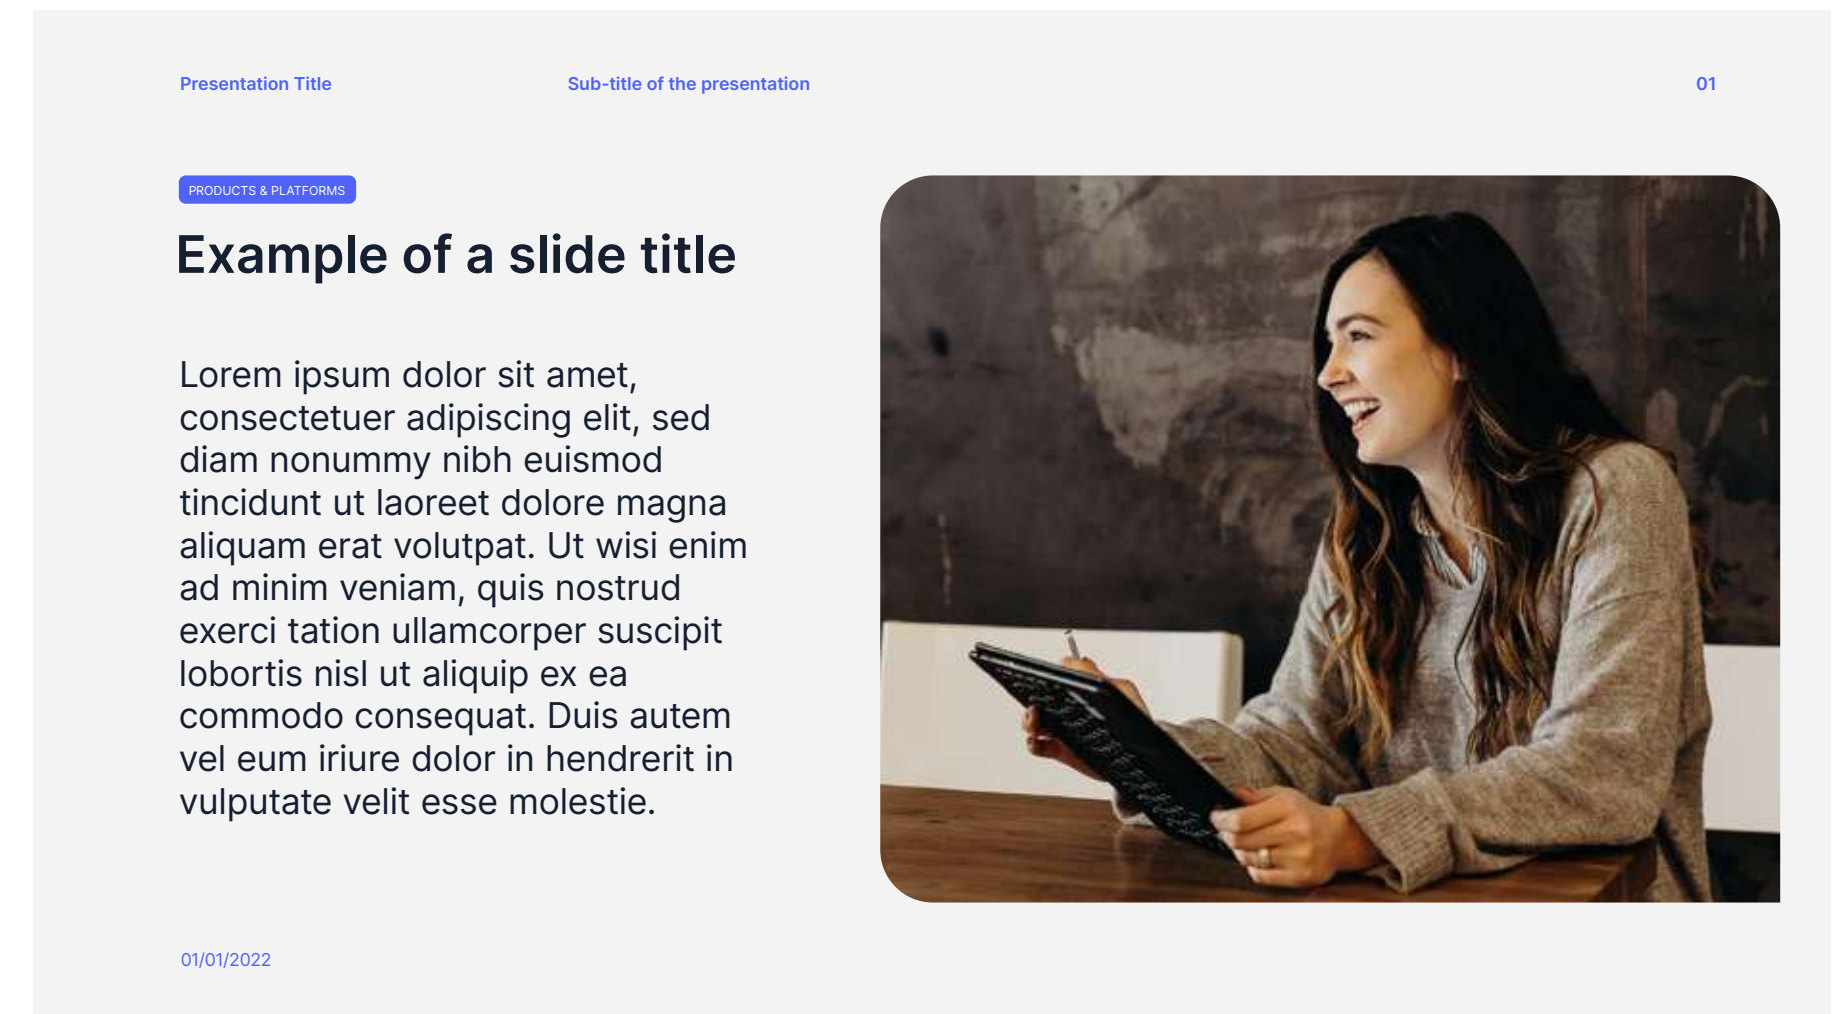 Presentation Title
Sub-title of the presentation
01
PRODUCTS & PLATFORMS
Example of a slide title
Lorem ipsum dolor sit amet,
consectetuer adipiscing elit, sed
diam nonummy nibh euismod
tincidunt ut laoreet dolore magna
aliquam erat volutpat. Ut wisi enim
ad minim veniam, quis nostrud
exerci tation ullamcorper suscipit
lobortis nisl ut aliquip ex ea
commodo consequat. Duis autem
vel eum iriure dolor in hendrerit in
vulputate velit esse molestie.
01/01/2022